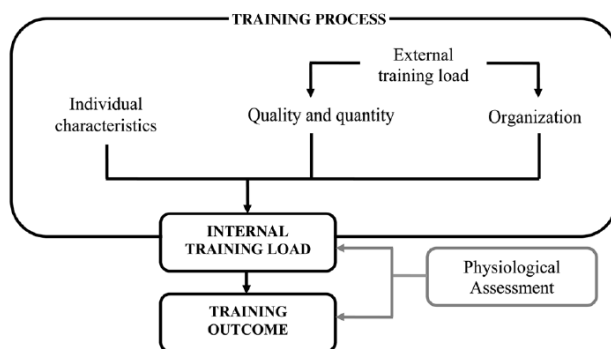 TRAINING PROCESS
External
training load
Individual
characteristics
Quality and quantity
Organization
INTERNAL
TRAINING LOAD
Physiological
Assessment
TRAINING
OUTCOME